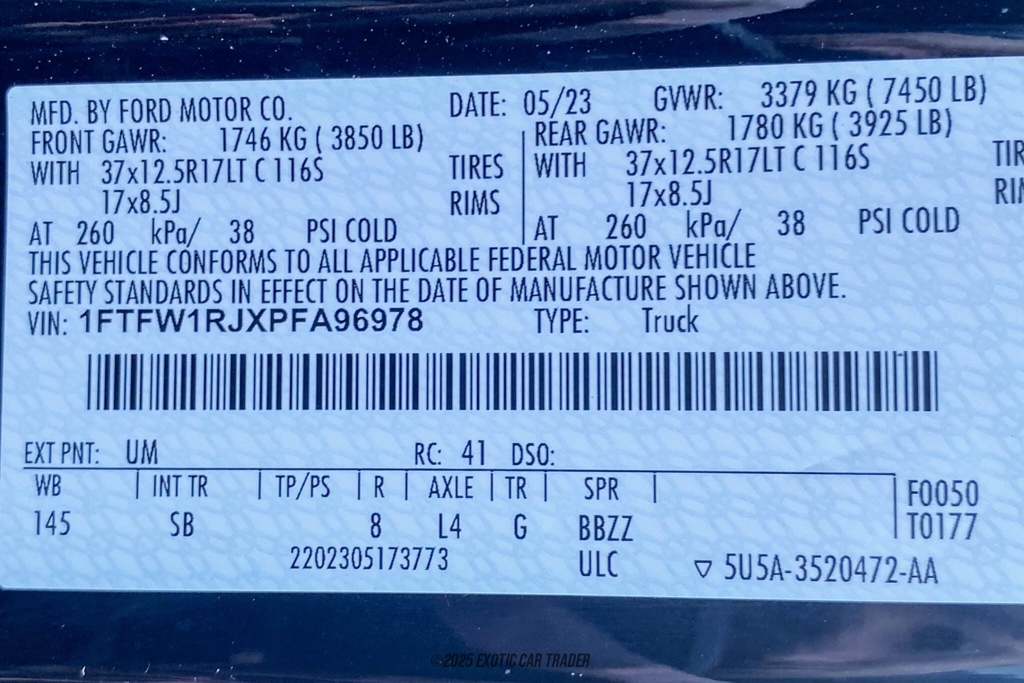 MFD. BY FORD MOTOR CO. DATE: 05/23 GVWR: 3379 KG ( 7450 LB)
FRONT GAWR: 1746 KG ( 3850 LB) REAR GAWR: 1780 KG ( 3925 LB)
WITH 37x12.5R17LT C 116S TIRES WITH 37x12.5R17LT C 116S TIR
17x8.5J RIMS 17x8.5J RIM
AT 260 kPa/ 38 PSI COLD AT 260 kPa/ 38 PSI COLD
THIS VEHICLE CONFORMS TO ALL APPLICABLE FEDERAL MOTOR VEHICLE
SAFETY STANDARDS IN EFFECT ON THE DATE OF MANUFACTURE SHOWN ABOVE.
VIN: 1FTFW1RJXPFA96978 TYPE: Truck
EXT PNT: UM RC: 41 DSO:
WB | INT TR | TP/PS | R | AXLE | TR | SPR | F0050
145 SB 8 L4 G BBZZ T0177
2202305173773 ULC ▽ 5U5A-3520472-AA
©2025 EXOTIC CAR TRADER